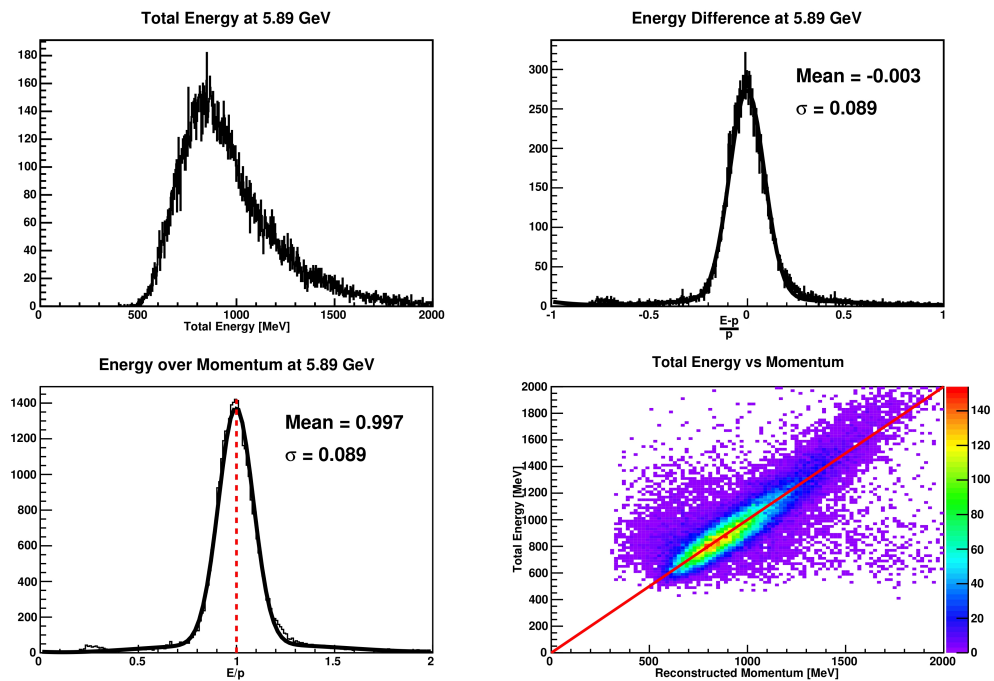 Total Energy at 5.89 GeV
180
160
140
120
100
80
60
40
20
0
0 500 1000 1500 2000
Total Energy [MeV]
Energy Difference at 5.89 GeV
Mean = -0.003
σ = 0.089
300
250
200
150
100
50
0
-1 -0.5 0 0.5 1
E-p
p
Energy over Momentum at 5.89 GeV
Mean = 0.997
σ = 0.089
1400
1200
1000
800
600
400
200
0
0 0.5 1 1.5 2
E/p
Total Energy vs Momentum
Total Energy [MeV]
2000
1800
1600
1400
1200
1000
800
600
400
200
0
500 1000 1500 2000
Reconstructed Momentum [MeV]
140
120
100
80
60
40
20
0